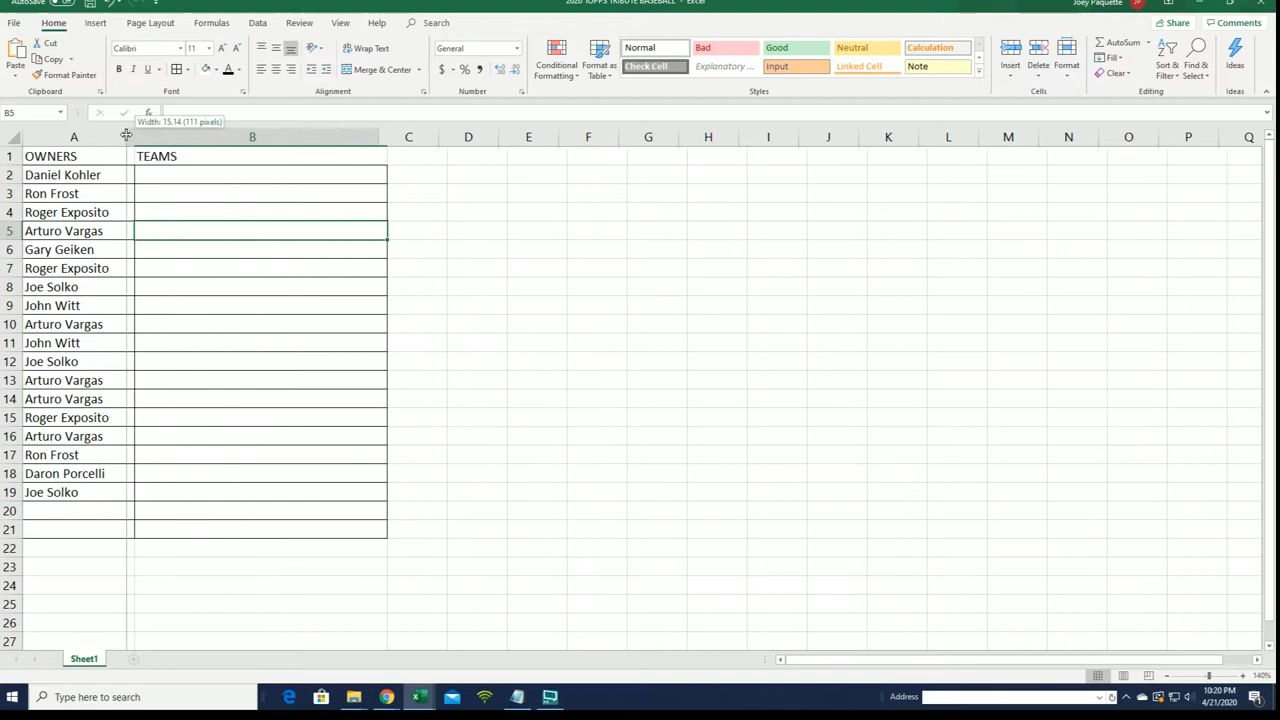 AutoSave Off
2020 TOPPS TRIBUTE BASEBALL - Excel
Joey Paquette JP
File Home Insert Page Layout Formulas Data Review View Help Search
Share Comments
Paste Cut Copy Format Painter
Calibri 11 A A
B I U A
Wrap Text
Merge & Center
General
$ %
Conditional Formatting
Format as Table
Normal Bad Good Neutral Calculation
Check Cell Explanatory ... Input Linked Cell Note
Insert Delete Format
AutoSum
Fill
Clear
Sort & Filter
Find & Select
Ideas
Clipboard Font Alignment Number Styles Cells Editing Ideas
B5 fx
Width: 15.14 (111 pixels)
A B C D E F G H I J K L M N O P Q
1 OWNERS TEAMS
2 Daniel Kohler
3 Ron Frost
4 Roger Exposito
5 Arturo Vargas
6 Gary Geiken
7 Roger Exposito
8 Joe Solko
9 John Witt
10 Arturo Vargas
11 John Witt
12 Joe Solko
13 Arturo Vargas
14 Arturo Vargas
15 Roger Exposito
16 Arturo Vargas
17 Ron Frost
18 Daron Porcelli
19 Joe Solko
20
21
22
23
24
25
26
27
Sheet1
140%
Type here to search
Address
10:20 PM
4/21/2020